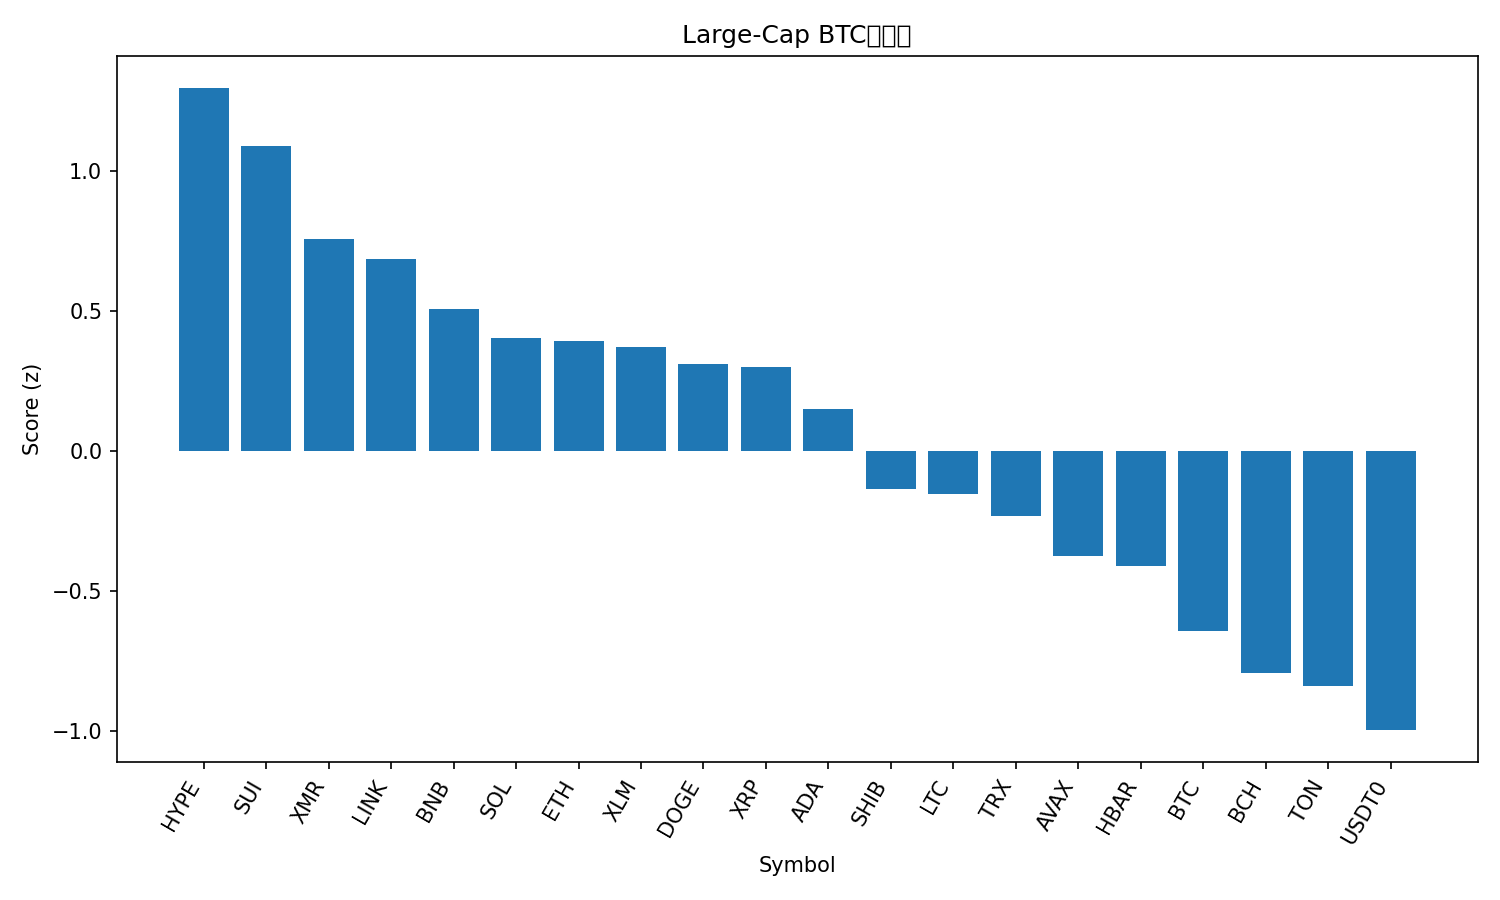 Large-Cap BTC
1.0
0.5
0.0
−0.5
−1.0
Score (z)
HYPE
SUI
XMR
LINK
BNB
SOL
ETH
XLM
DOGE
XRP
ADA
SHIB
LTC
TRX
AVAX
HBAR
BTC
BCH
TON
USDT0
Symbol